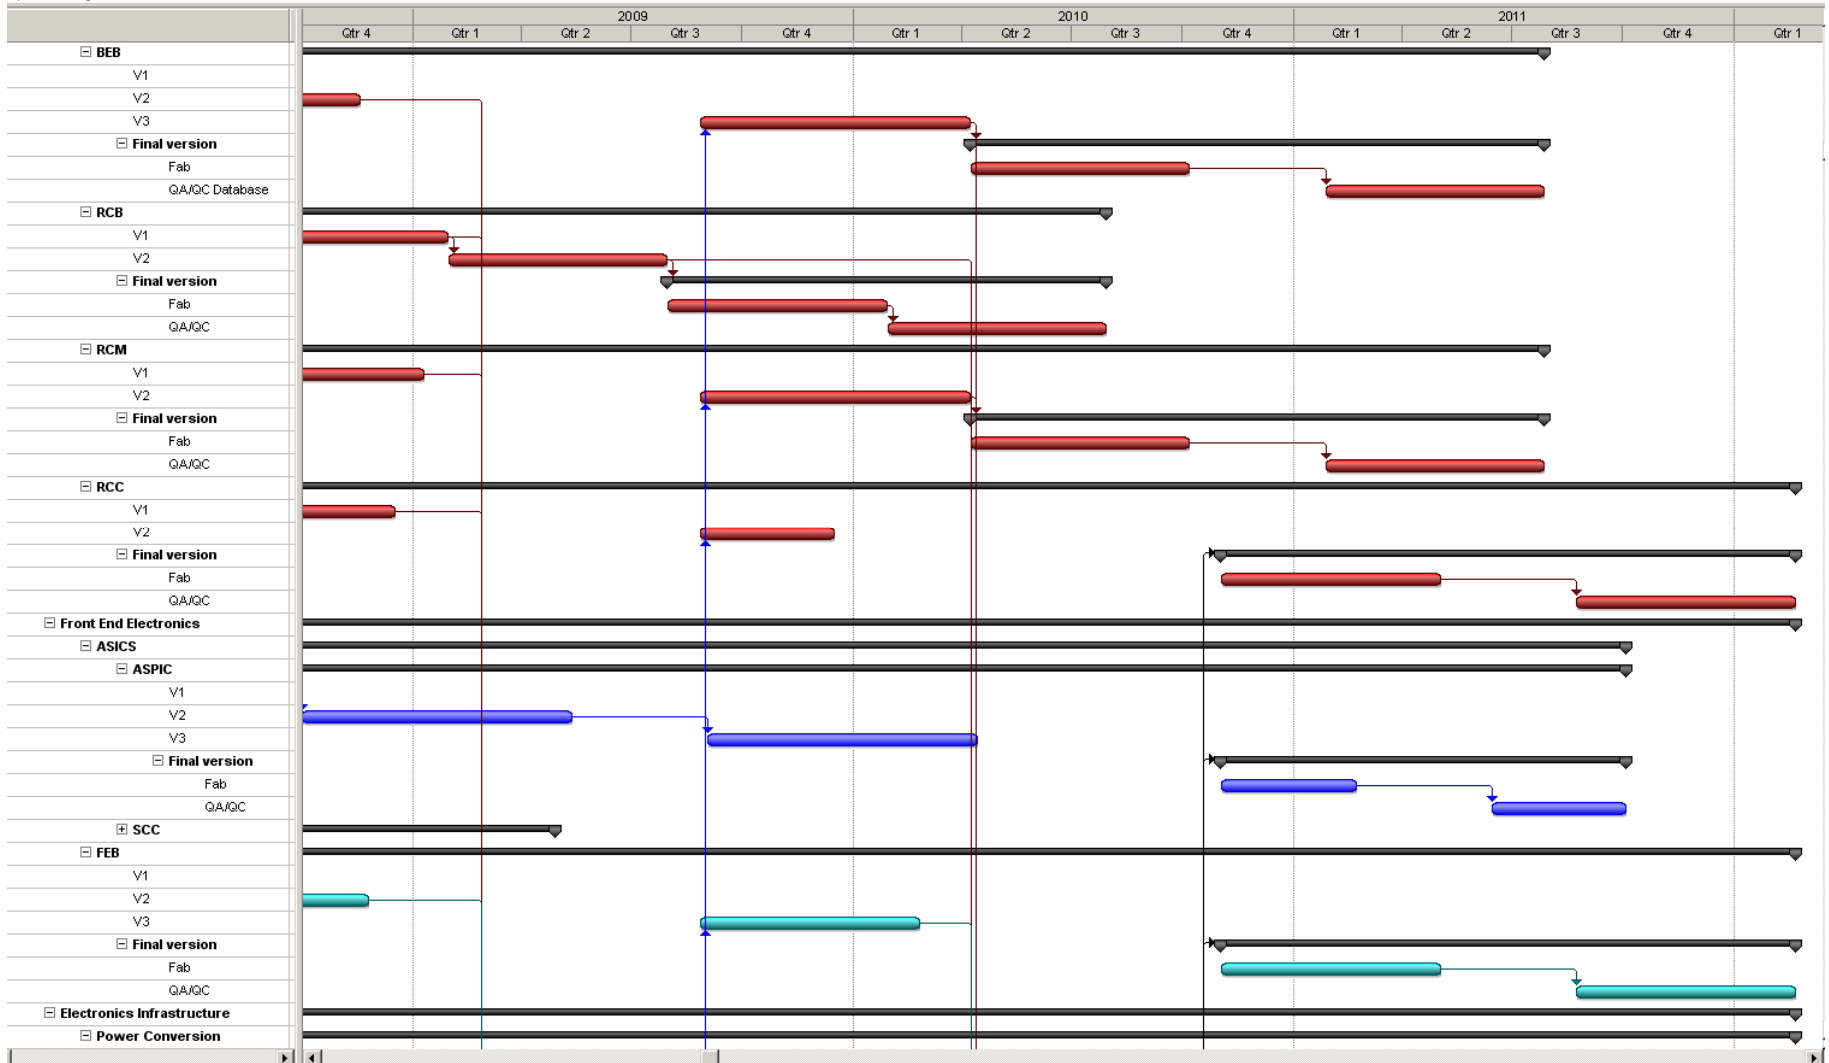 2009 2010 2011
Qtr 4 Qtr 1 Qtr 2 Qtr 3 Qtr 4 Qtr 1 Qtr 2 Qtr 3 Qtr 4 Qtr 1 Qtr 2 Qtr 3 Qtr 4 Qtr 1
BEB
V1
V2
V3
Final version
Fab
QA/QC Database
RCB
V1
V2
Final version
Fab
QA/QC
RCM
V1
V2
Final version
Fab
QA/QC
RCC
V1
V2
Final version
Fab
QA/QC
Front End Electronics
ASICS
ASPIC
V1
V2
V3
Final version
Fab
QA/QC
SCC
FEB
V1
V2
V3
Final version
Fab
QA/QC
Electronics Infrastructure
Power Conversion